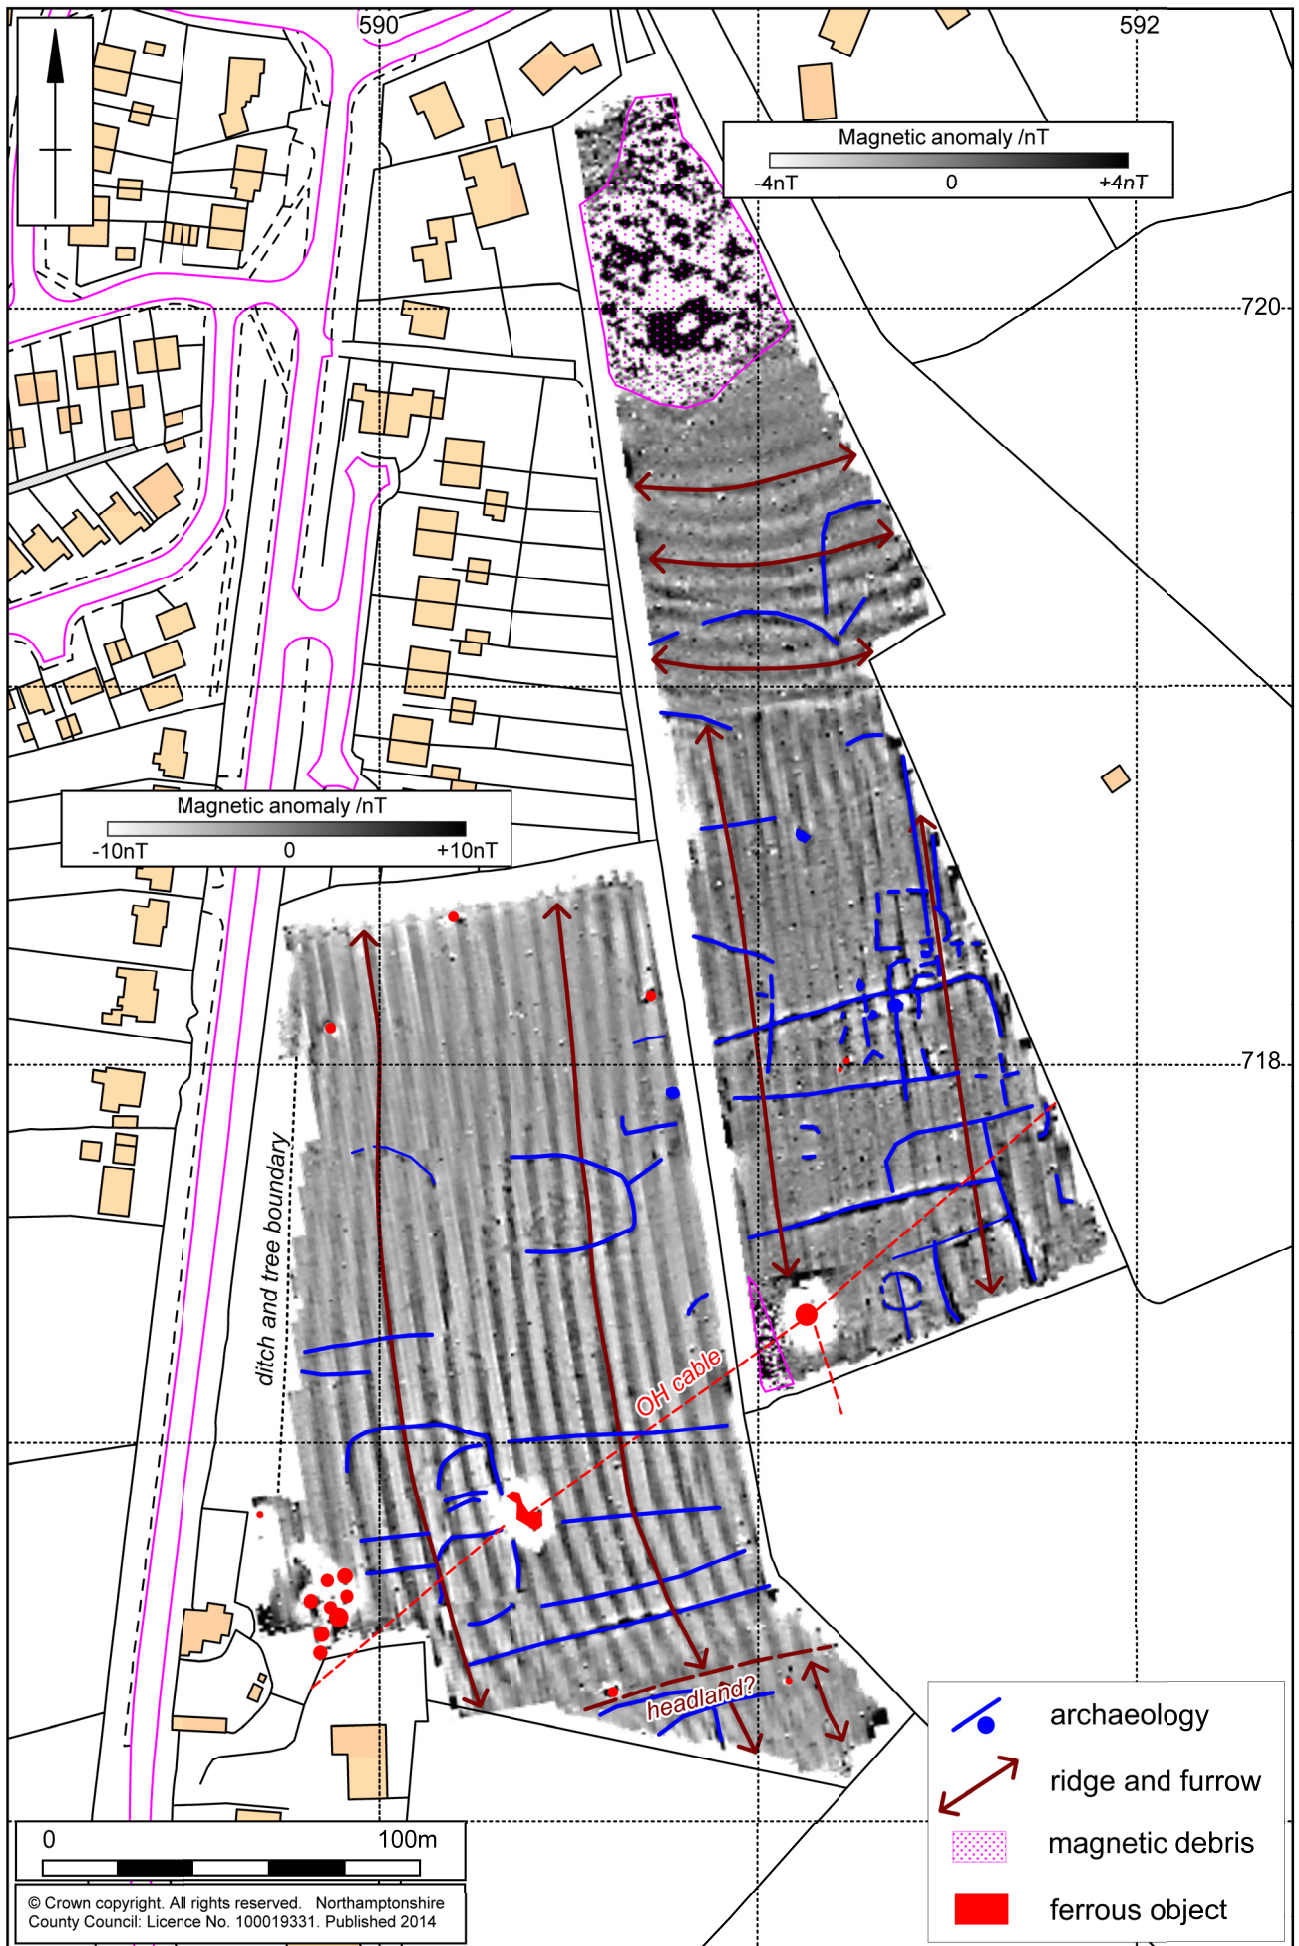 590
592
Magnetic anomaly /nT
-4nT 0 +4nT
720
Magnetic anomaly /nT
-10nT 0 +10nT
718
ditch and tree boundary
OH cable
headland?
archaeology
ridge and furrow
magnetic debris
ferrous object
0 100m
© Crown copyright. All rights reserved. Northamptonshire
County Council: Licence No. 100019331. Published 2014